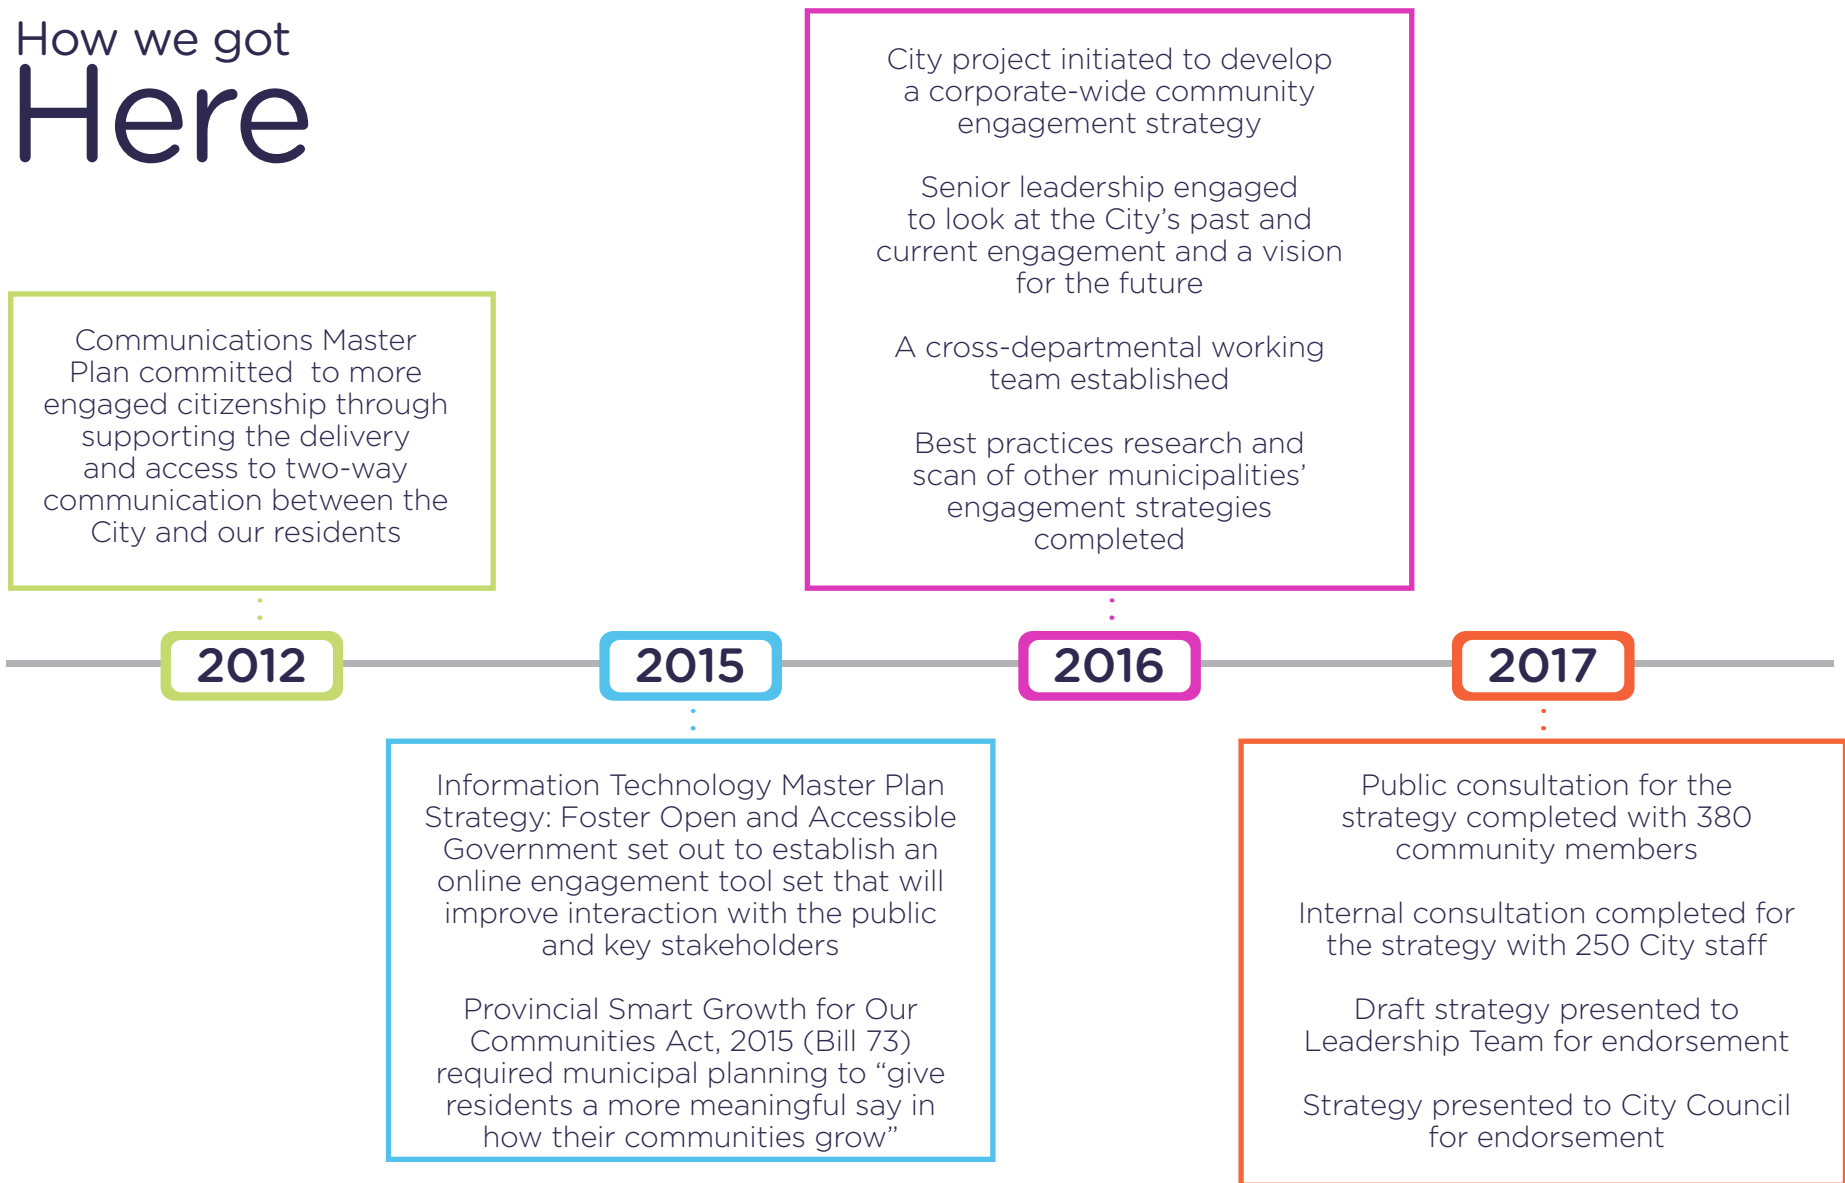 How we got
Here
Communications Master
Plan committed to more
engaged citizenship through
supporting the delivery
and access to two-way
communication between the
City and our residents
2012
Information Technology Master Plan
Strategy: Foster Open and Accessible
Government set out to establish an
online engagement tool set that will
improve interaction with the public
and key stakeholders
Provincial Smart Growth for Our
Communities Act, 2015 (Bill 73)
required municipal planning to “give
residents a more meaningful say in
how their communities grow”
2015
City project initiated to develop
a corporate-wide community
engagement strategy
Senior leadership engaged
to look at the City’s past and
current engagement and a vision
for the future
A cross-departmental working
team established
Best practices research and
scan of other municipalities’
engagement strategies
completed
2016
2017
Public consultation for the
strategy completed with 380
community members
Internal consultation completed for
the strategy with 250 City staff
Draft strategy presented to
Leadership Team for endorsement
Strategy presented to City Council
for endorsement